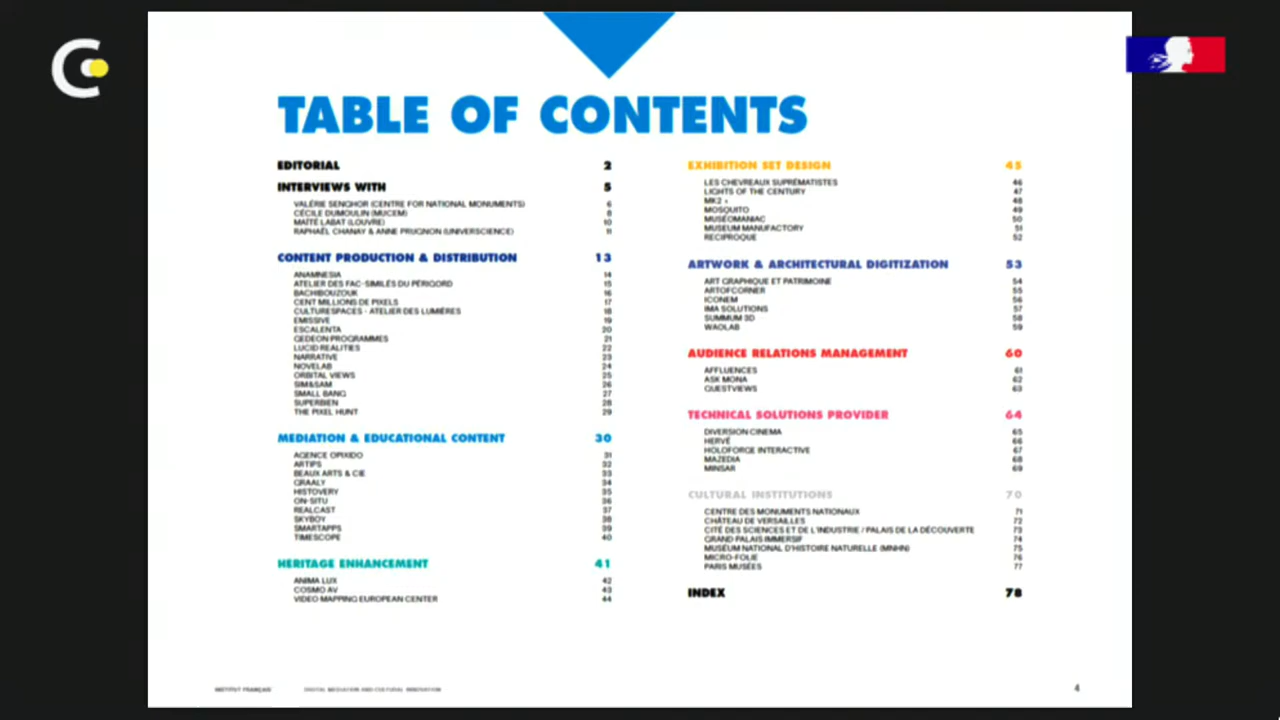 TABLE OF CONTENTS
EDITORIAL 2
INTERVIEWS WITH 5
VALÉRIE SENGHOR (CENTRE FOR NATIONAL MONUMENTS) 6
CÉCILE DUMOULIN (MUCEM) 8
MAÏTÉ LABAT (LOUVRE) 10
RAPHAËL CHANAY & ANNE PRUGNON (UNIVERSCIENCE) 11
CONTENT PRODUCTION & DISTRIBUTION 13
ANAMNESIA 14
ATELIER DES FAC-SIMILÉS DU PÉRIGORD 15
BACHIBOUZOUK 16
CENT MILLIONS DE PIXELS 17
CULTURESPACES - ATELIER DES LUMIÈRES 18
EMISSIVE 19
ESCALENTA 20
GEDEON PROGRAMMES 21
LUCID REALITIES 22
NARRATIVE 23
NOVELAB 24
ORBITAL VIEWS 25
SIM&SAM 26
SMALL BANG 27
SUPERBIEN 28
THE PIXEL HUNT 29
MEDIATION & EDUCATIONAL CONTENT 30
AGENCE OPIXIDO 31
ARTIPS 32
BEAUX ARTS & CIE 33
GRAALY 34
HISTOVERY 35
ON-SITU 36
REALCAST 37
SKYBOY 38
SMARTAPPS 39
TIMESCOPE 40
HERITAGE ENHANCEMENT 41
ANIMA LUX 42
COSMO AV 43
VIDEO MAPPING EUROPEAN CENTER 44
EXHIBITION SET DESIGN 45
LES CHEVREAUX SUPRÉMATISTES 46
LIGHTS OF THE CENTURY 47
MK2 + 48
MOSQUITO 49
MUSÉOMANIAC 50
MUSEUM MANUFACTORY 51
RECIPROQUE 52
ARTWORK & ARCHITECTURAL DIGITIZATION 53
ART GRAPHIQUE ET PATRIMOINE 54
ARTOFCORNER 55
ICONEM 56
IMA SOLUTIONS 57
SUMMUM 3D 58
WAOLAB 59
AUDIENCE RELATIONS MANAGEMENT 60
AFFLUENCES 61
ASK MONA 62
QUESTVIEWS 63
TECHNICAL SOLUTIONS PROVIDER 64
DIVERSION CINEMA 65
HERVÉ 66
HOLOFORGE INTERACTIVE 67
MAZEDIA 68
MINSAR 69
CULTURAL INSTITUTIONS 70
CENTRE DES MONUMENTS NATIONAUX 71
CHÂTEAU DE VERSAILLES 72
CITÉ DES SCIENCES ET DE L'INDUSTRIE / PALAIS DE LA DÉCOUVERTE 73
GRAND PALAIS IMMERSIF 74
MUSÉUM NATIONAL D'HISTOIRE NATURELLE (MNHN) 75
MICRO-FOLIE 76
PARIS MUSÉES 77
INDEX 78
INSTITUT FRANÇAIS DIGITAL MEDIATION AND CULTURAL INNOVATION 4